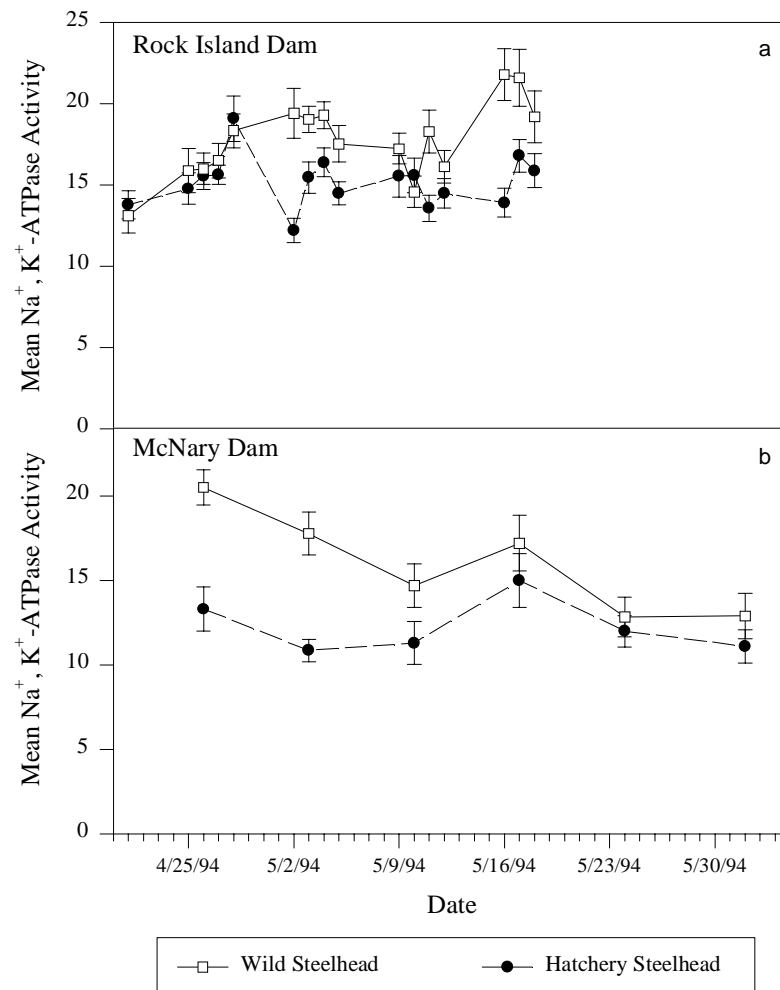 25
Rock Island Dam
a
20
15
10
5
0
Mean Na⁺, K⁺-ATPase Activity
McNary Dam
b
20
15
10
5
0
Mean Na⁺, K⁺-ATPase Activity
4/25/94 5/2/94 5/9/94 5/16/94 5/23/94 5/30/94
Date
Wild Steelhead Hatchery Steelhead